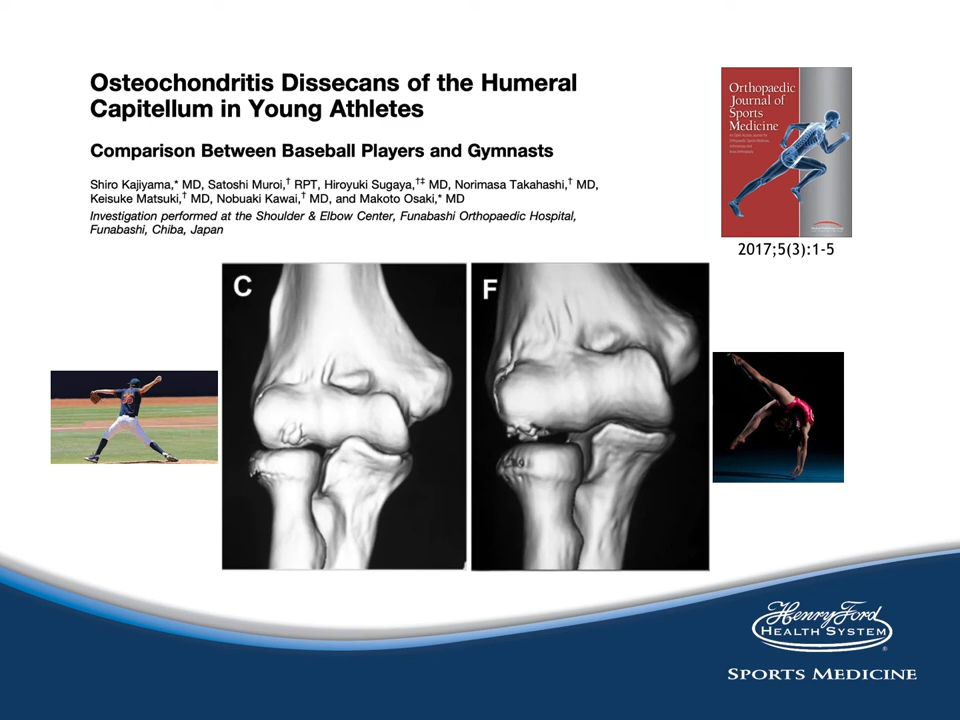 Osteochondritis Dissecans of the Humeral
Capitellum in Young Athletes
Comparison Between Baseball Players and Gymnasts
Shiro Kajiyama,* MD, Satoshi Muroi,† RPT, Hiroyuki Sugaya,†‡ MD, Norimasa Takahashi,† MD,
Keisuke Matsuki,† MD, Nobuaki Kawai,† MD, and Makoto Osaki,* MD
Investigation performed at the Shoulder & Elbow Center, Funabashi Orthopaedic Hospital,
Funabashi, Chiba, Japan
Orthopaedic
Journal of
Sports
Medicine
2017;5(3):1-5
C
F
Henry Ford
HEALTH SYSTEM
®
SPORTS MEDICINE